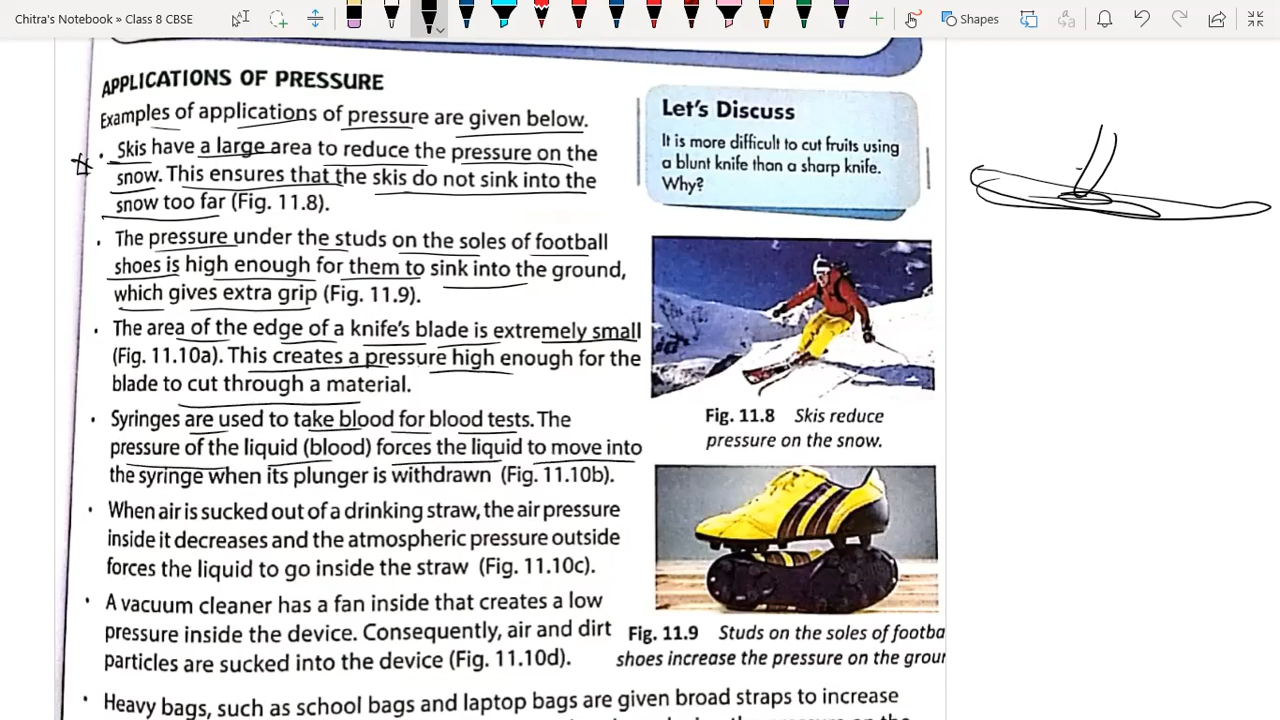 Chitra's Notebook » Class 8 CBSE
Shapes
APPLICATIONS OF PRESSURE
Examples of applications of pressure are given below.
• Skis have a large area to reduce the pressure on the
snow. This ensures that the skis do not sink into the
snow too far (Fig. 11.8).
• The pressure under the studs on the soles of football
shoes is high enough for them to sink into the ground,
which gives extra grip (Fig. 11.9).
• The area of the edge of a knife's blade is extremely small
(Fig. 11.10a). This creates a pressure high enough for the
blade to cut through a material.
• Syringes are used to take blood for blood tests. The
pressure of the liquid (blood) forces the liquid to move into
the syringe when its plunger is withdrawn (Fig. 11.10b).
• When air is sucked out of a drinking straw, the air pressure
inside it decreases and the atmospheric pressure outside
forces the liquid to go inside the straw (Fig. 11.10c).
• A vacuum cleaner has a fan inside that creates a low
pressure inside the device. Consequently, air and dirt
particles are sucked into the device (Fig. 11.10d).
• Heavy bags, such as school bags and laptop bags are given broad straps to increase
Let's Discuss
It is more difficult to cut fruits using
a blunt knife than a sharp knife.
Why?
Fig. 11.8 Skis reduce
pressure on the snow.
Fig. 11.9 Studs on the soles of footba
shoes increase the pressure on the grour